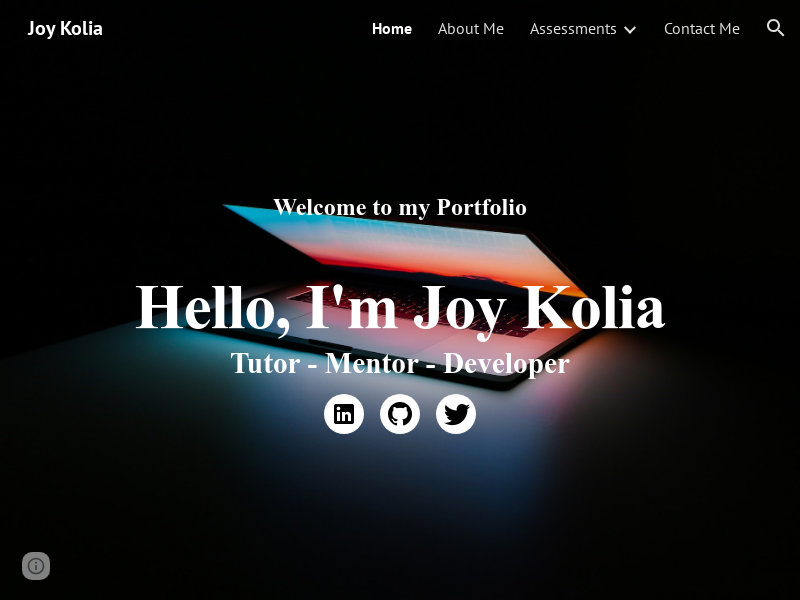 Joy Kolia
Home
About Me
Assessments
Contact Me
Welcome to my Portfolio
Hello, I'm Joy Kolia
Tutor - Mentor - Developer